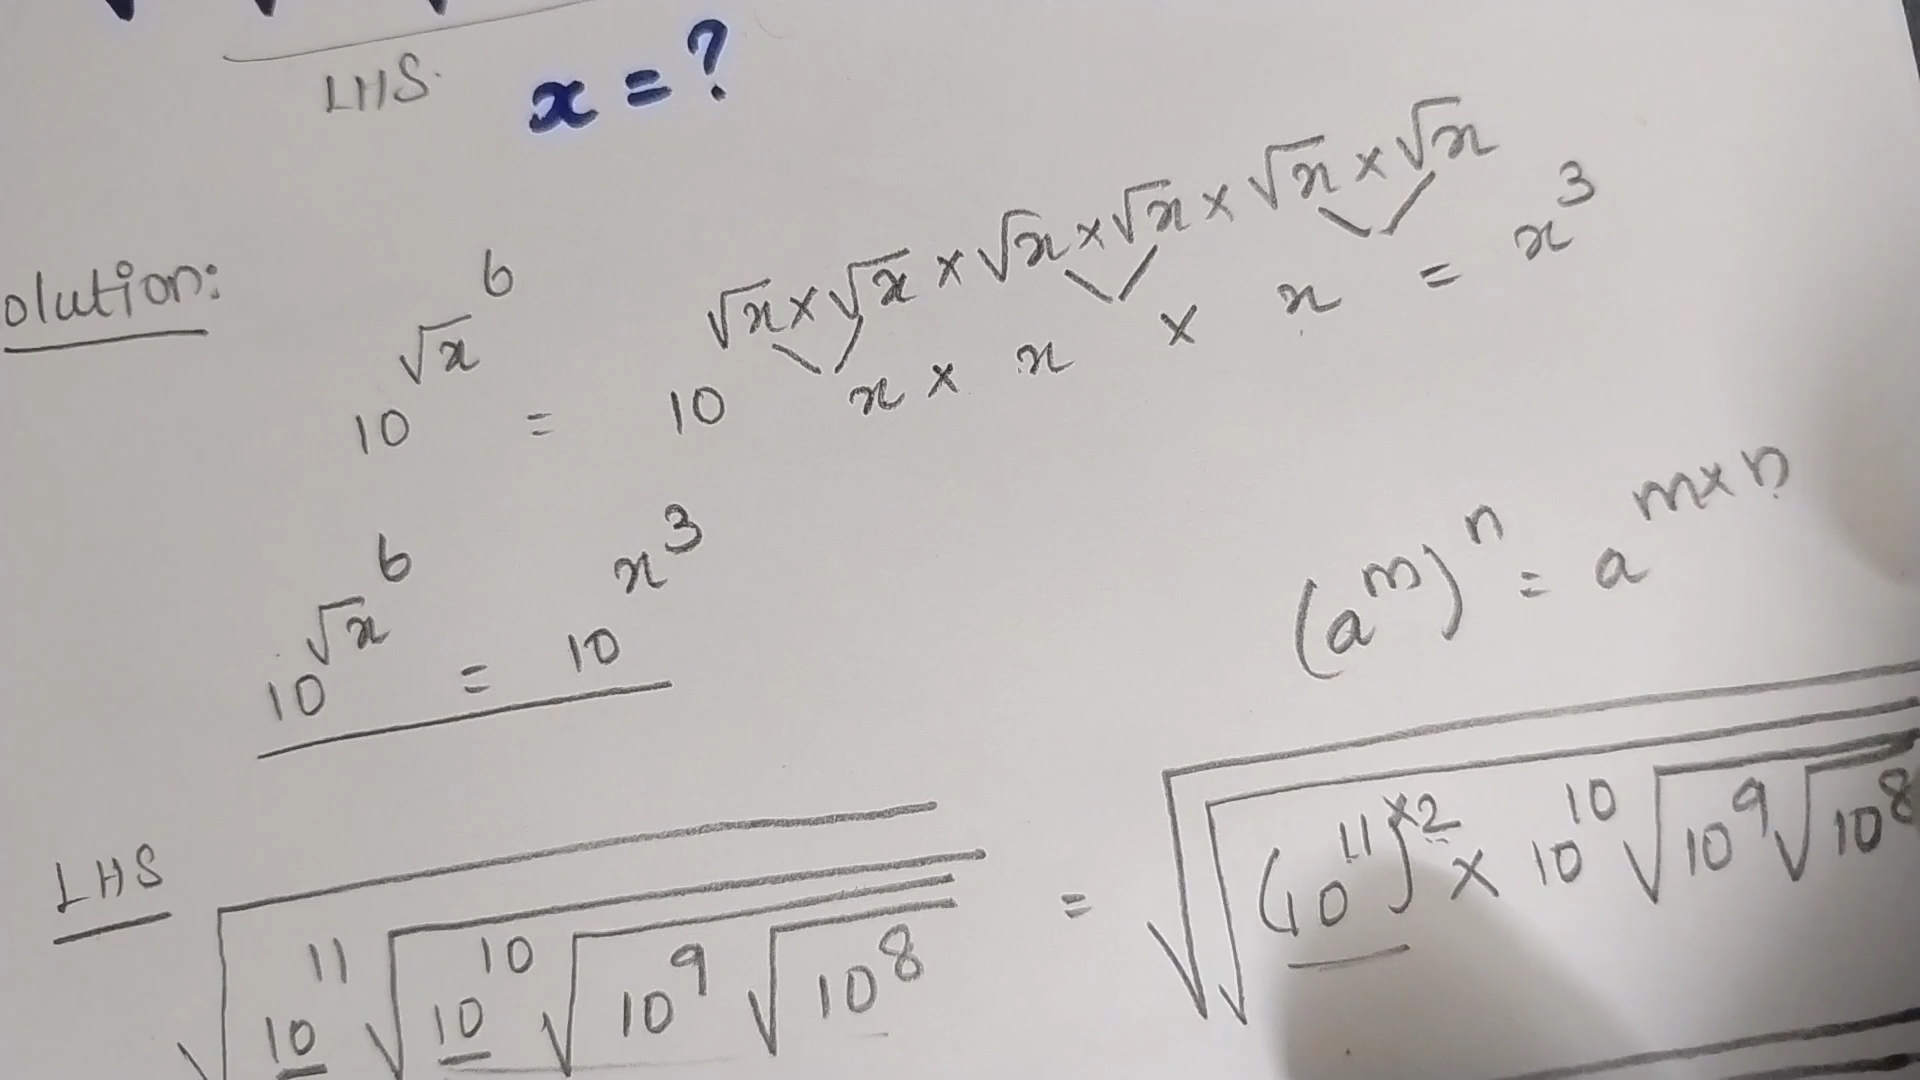 LHS.
x = ?
olution:
10^√x^6 = 10^√x×√x×√x×√x×√x×√x
x × x × x = x^3
10^√x^6 = 10^x^3
(a^m)^n = a^m×n
LHS
√10^11√10^10√10^9√10^8 = √√(10^11)^×2 × 10^10√10^9√10^8